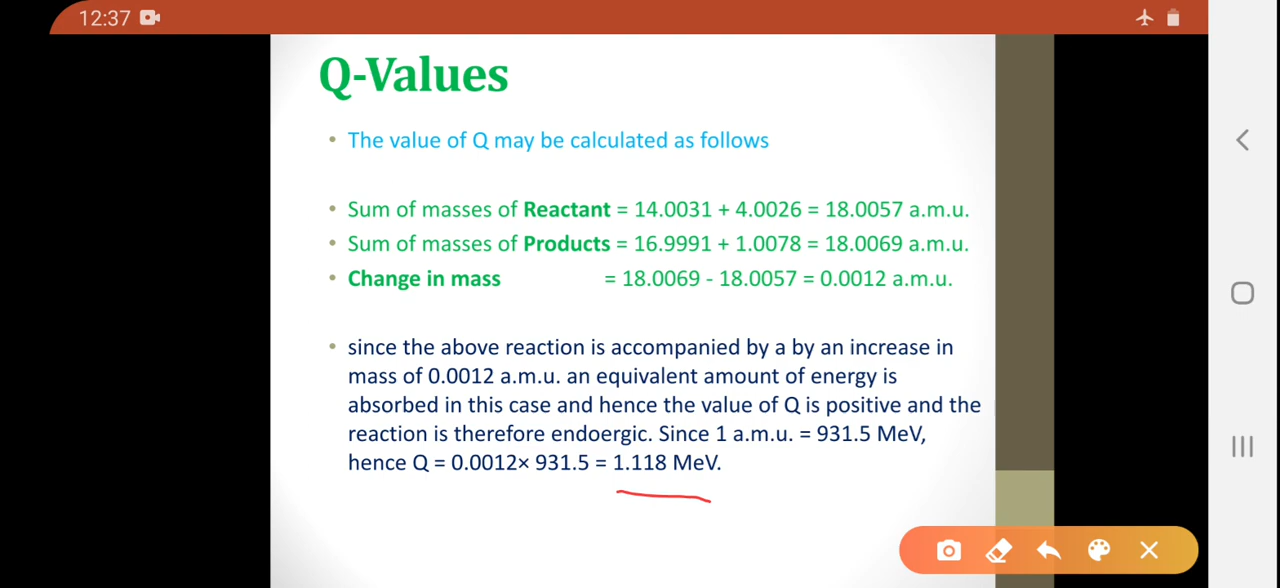 12:37
Q-Values
• The value of Q may be calculated as follows
• Sum of masses of Reactant = 14.0031 + 4.0026 = 18.0057 a.m.u.
• Sum of masses of Products = 16.9991 + 1.0078 = 18.0069 a.m.u.
• Change in mass = 18.0069 - 18.0057 = 0.0012 a.m.u.
• since the above reaction is accompanied by a by an increase in
mass of 0.0012 a.m.u. an equivalent amount of energy is
absorbed in this case and hence the value of Q is positive and the
reaction is therefore endoergic. Since 1 a.m.u. = 931.5 MeV,
hence Q = 0.0012× 931.5 = 1.118 MeV.